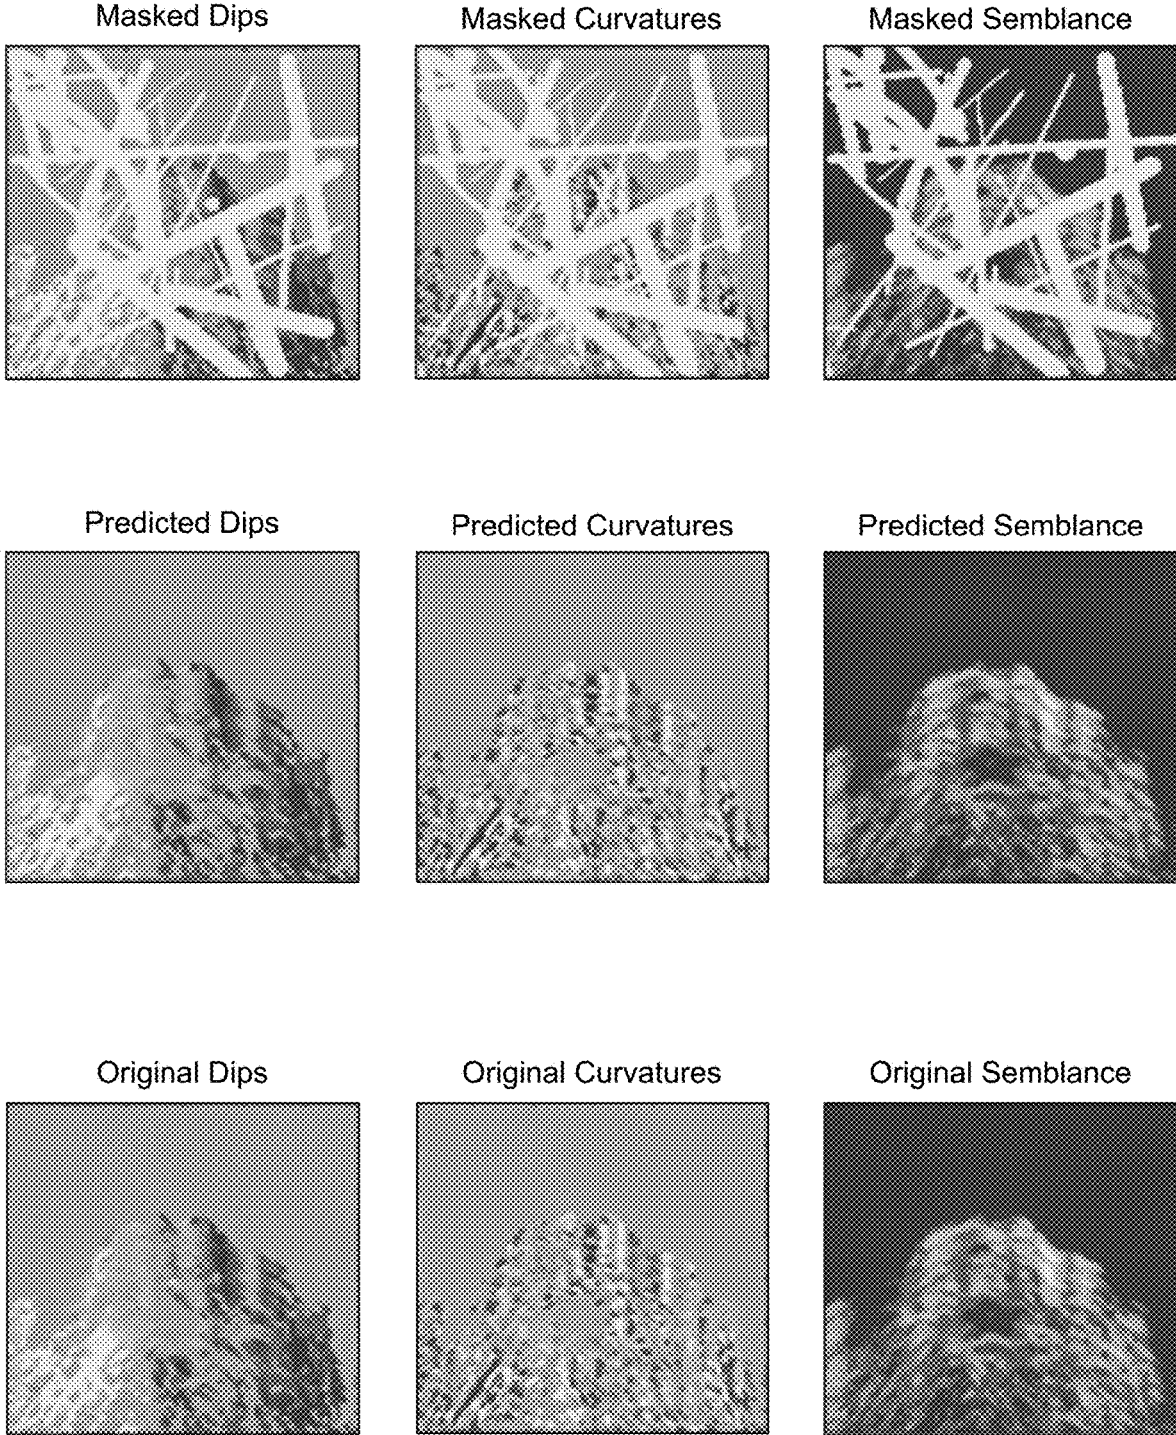 Masked Dips Masked Curvatures Masked Semblance
Predicted Dips Predicted Curvatures Predicted Semblance
Original Dips Original Curvatures Original Semblance